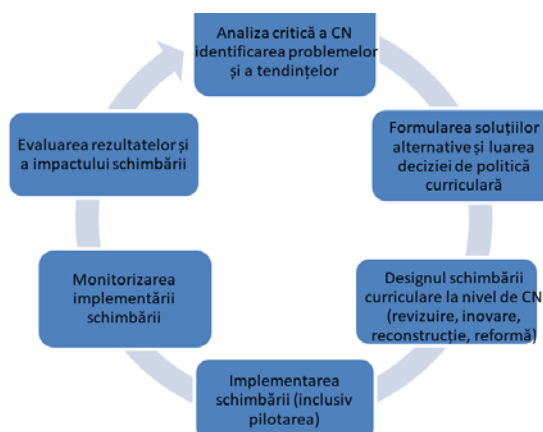 Analiza critică a CN
identificarea problemelor
și a tendințelor
Formularea soluțiilor
alternative și luarea
deciziei de politică
curriculară
Designul schimbării
curriculare la nivel de CN
(revizuire, inovare,
reconstrucție, reformă)
Implementarea
schimbării (inclusiv
pilotarea)
Monitorizarea
implementării
schimbării
Evaluarea rezultatelor și
a impactului schimbării